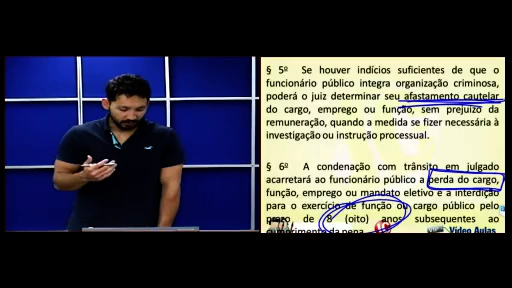 § 5º Se houver indícios suficientes de que o
funcionário público integra organização criminosa,
poderá o juiz determinar seu afastamento cautelar
do cargo, emprego ou função, sem prejuízo da
remuneração, quando a medida se fizer necessária à
investigação ou instrução processual.
§ 6º A condenação com trânsito em julgado
acarretará ao funcionário público a perda do cargo,
função, emprego ou mandato eletivo e a interdição
para o exercício de função ou cargo público pelo
prazo de 8 (oito) anos subsequentes ao
cumprimento da pena.
Vídeo Aulas